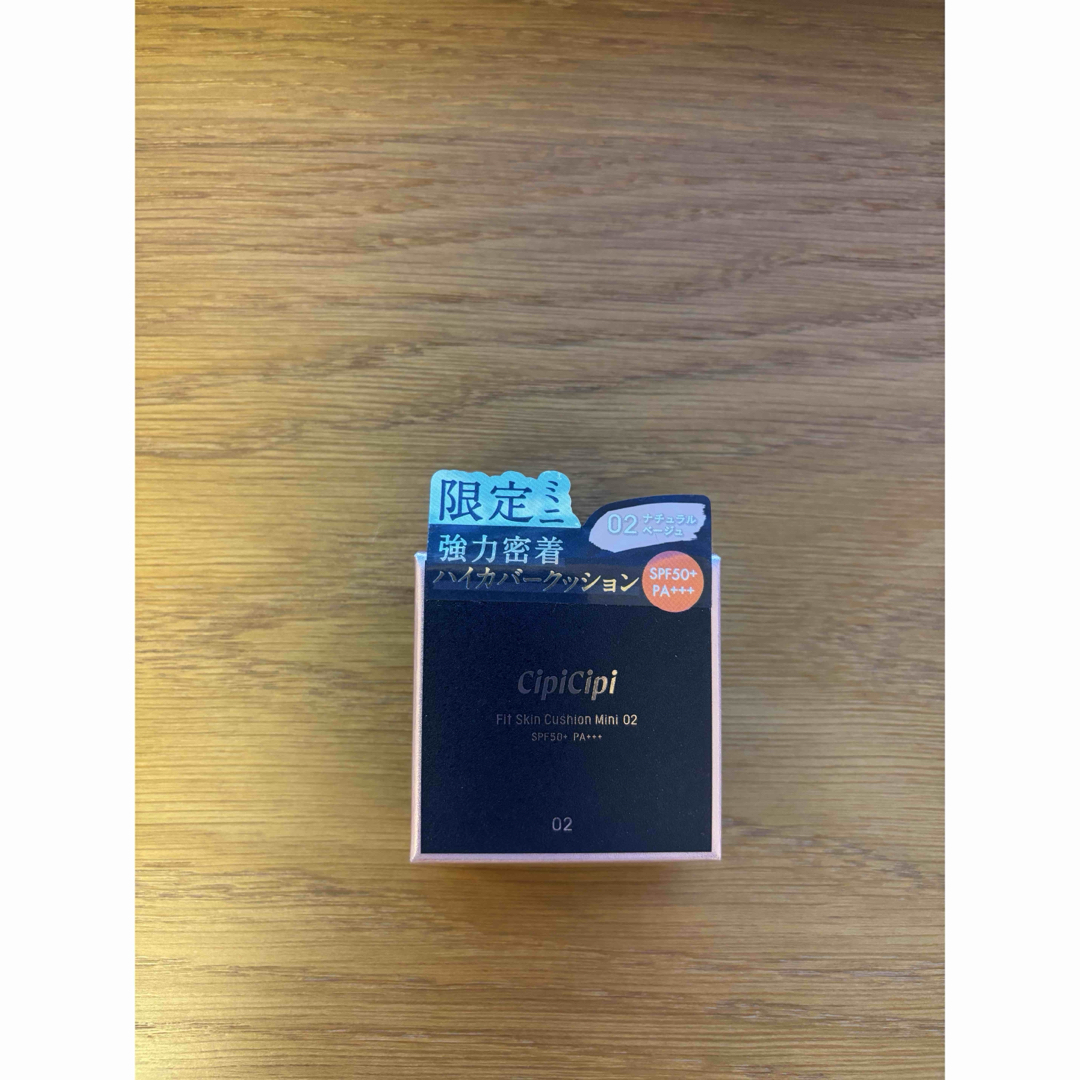 限定ミニ
02 ナチュラル
ベージュ
強力密着
ハイカバークッション
SPF50+
PA+++
CipiCipi
Fit Skin Cushion Mini 02
SPF50+ PA+++
02